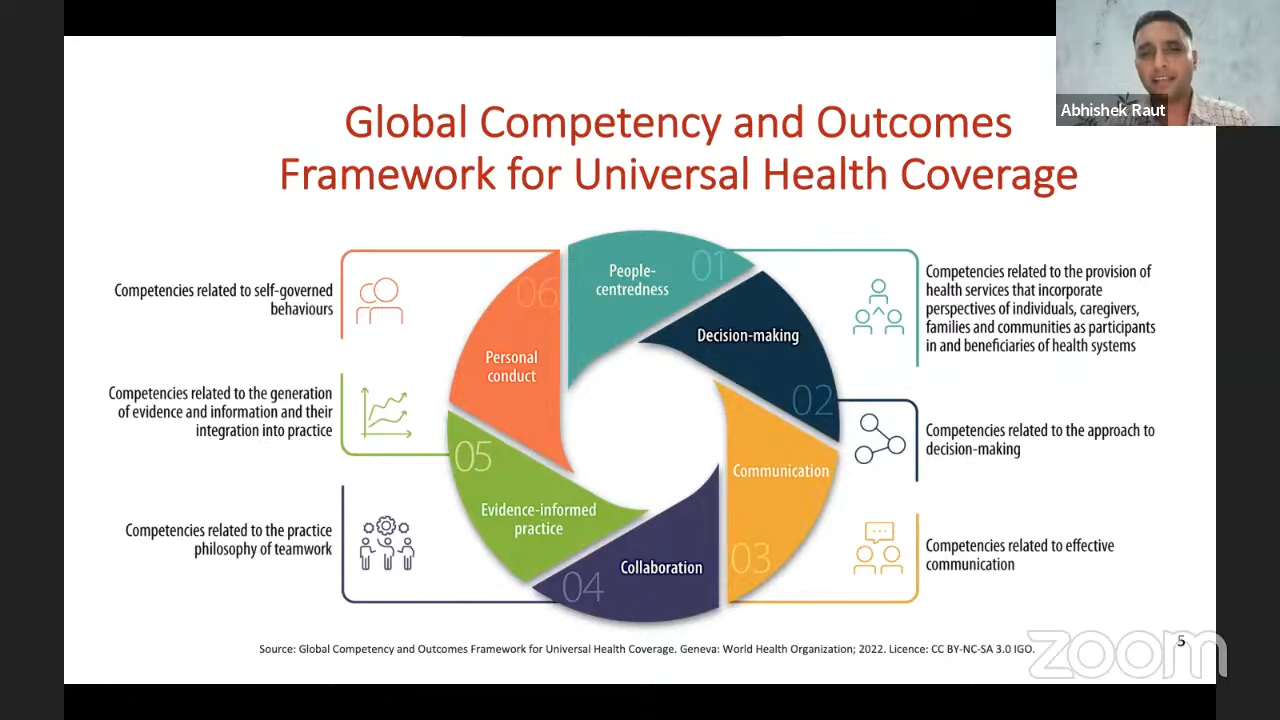 Abhishek Raut
Global Competency and Outcomes
Framework for Universal Health Coverage
01
People-
centredness
Competencies related to the provision of
health services that incorporate
perspectives of individuals, caregivers,
families and communities as participants
in and beneficiaries of health systems
Decision-making
02
Competencies related to the approach to
decision-making
Communication
03
Competencies related to effective
communication
Collaboration
04
Competencies related to the practice
philosophy of teamwork
Evidence-informed
practice
05
Competencies related to the generation
of evidence and information and their
integration into practice
06
Personal
conduct
Competencies related to self-governed
behaviours
Source: Global Competency and Outcomes Framework for Universal Health Coverage. Geneva: World Health Organization; 2022. Licence: CC BY-NC-SA 3.0 IGO.
5
zoom